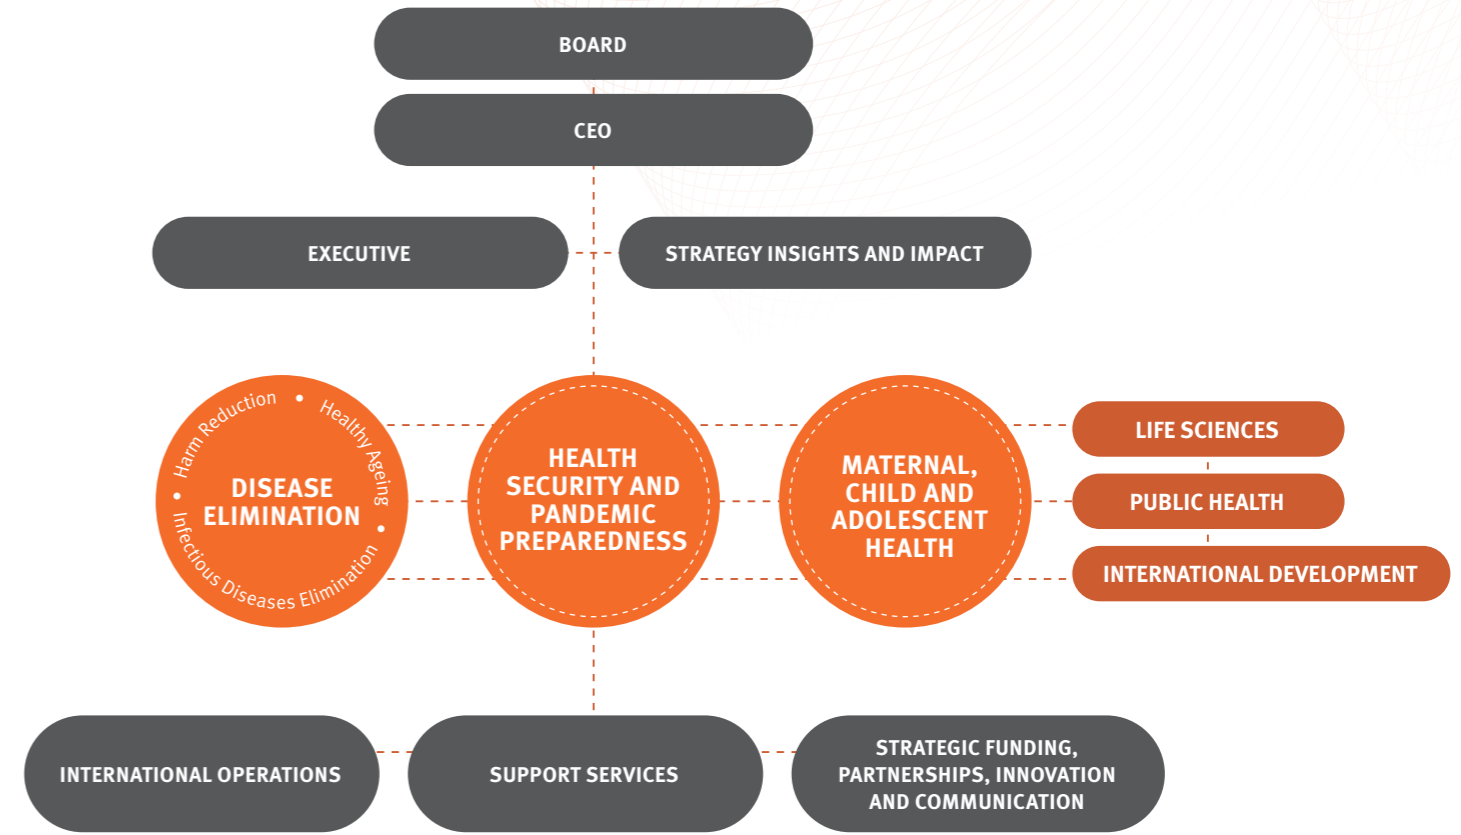 BOARD
CEO
EXECUTIVE
STRATEGY INSIGHTS AND IMPACT
Harm Reduction • Healthy Ageing • Infectious Diseases Elimination •
DISEASE
ELIMINATION
HEALTH
SECURITY AND
PANDEMIC
PREPAREDNESS
MATERNAL,
CHILD AND
ADOLESCENT
HEALTH
LIFE SCIENCES
PUBLIC HEALTH
INTERNATIONAL DEVELOPMENT
INTERNATIONAL OPERATIONS
SUPPORT SERVICES
STRATEGIC FUNDING,
PARTNERSHIPS, INNOVATION
AND COMMUNICATION